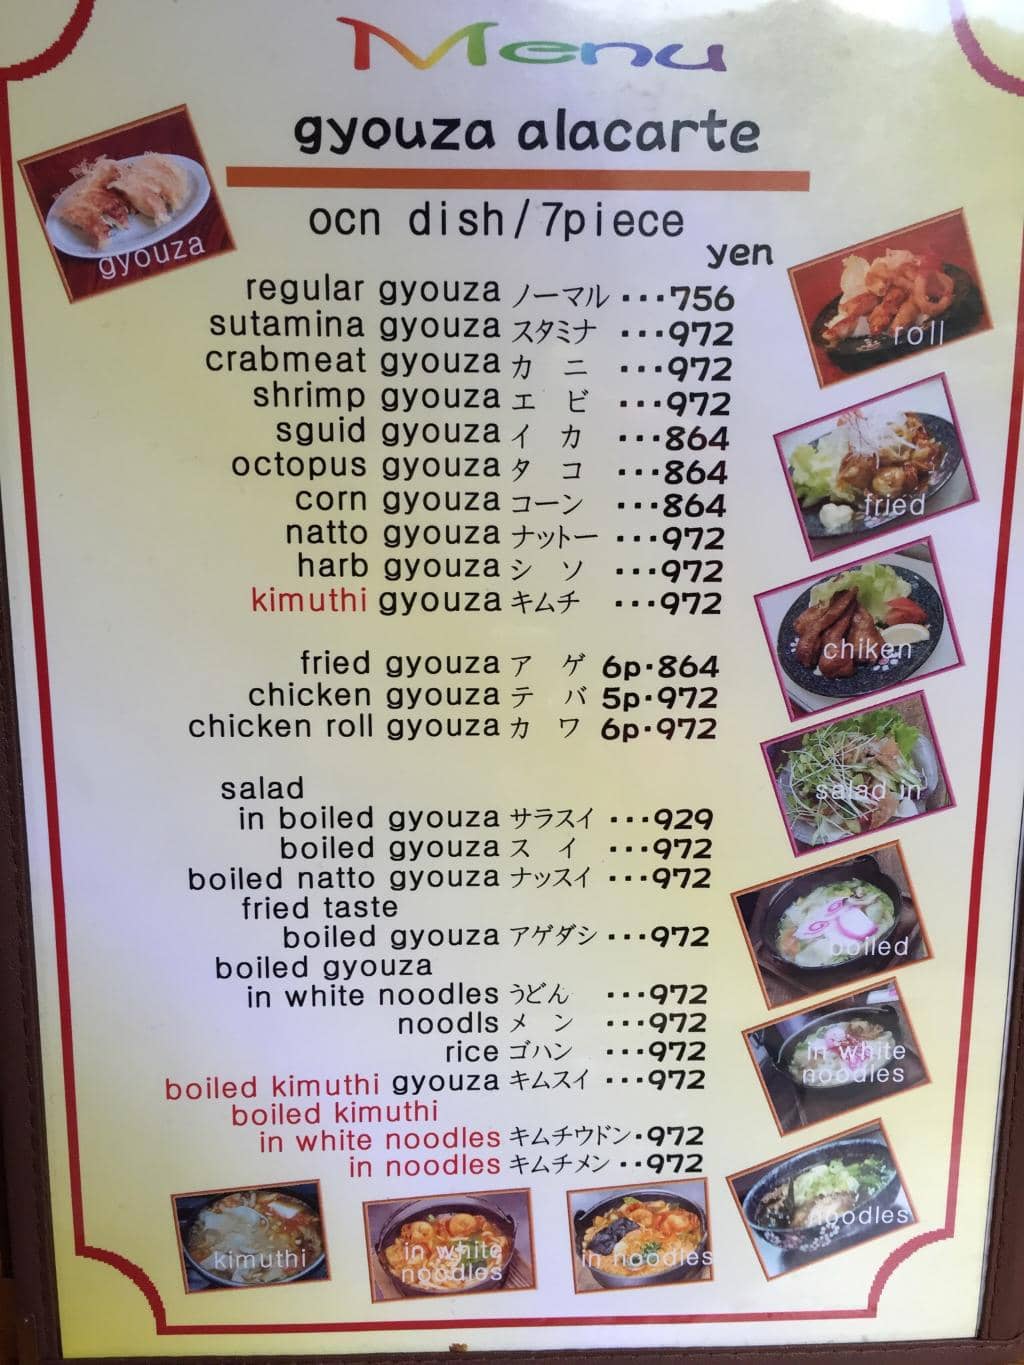 Menu
gyouza alacarte
ocn dish/7piece
yen
gyouza
regular gyouza ノーマル ···756
sutamina gyouza スタミナ ···972
crabmeat gyouza カニ ···972
shrimp gyouza エビ ···972
sguid gyouza イカ ···864
octopus gyouza タコ ···864
corn gyouza コーン ···864
natto gyouza ナットー ···972
harb gyouza シソ ···972
kimuthi gyouza キムチ ···972
fried gyouza アゲ 6p·864
chicken gyouza テバ 5p·972
chicken roll gyouza カワ 6p·972
salad
in boiled gyouza サラスイ ···929
boiled gyouza スイ ···972
boiled natto gyouza ナッスイ ···972
fried taste
boiled gyouza アゲダシ ···972
boiled gyouza
in white noodles うどん ···972
noodls メン ···972
rice ゴハン ···972
boiled kimuthi gyouza キムスイ ···972
boiled kimuthi
in white noodles キムチウドン·972
in noodles キムチメン ··972
roll
fried
chiken
salad in
boiled
in white
noodles
noodles
kimuthi
in white
noodles
in noodles